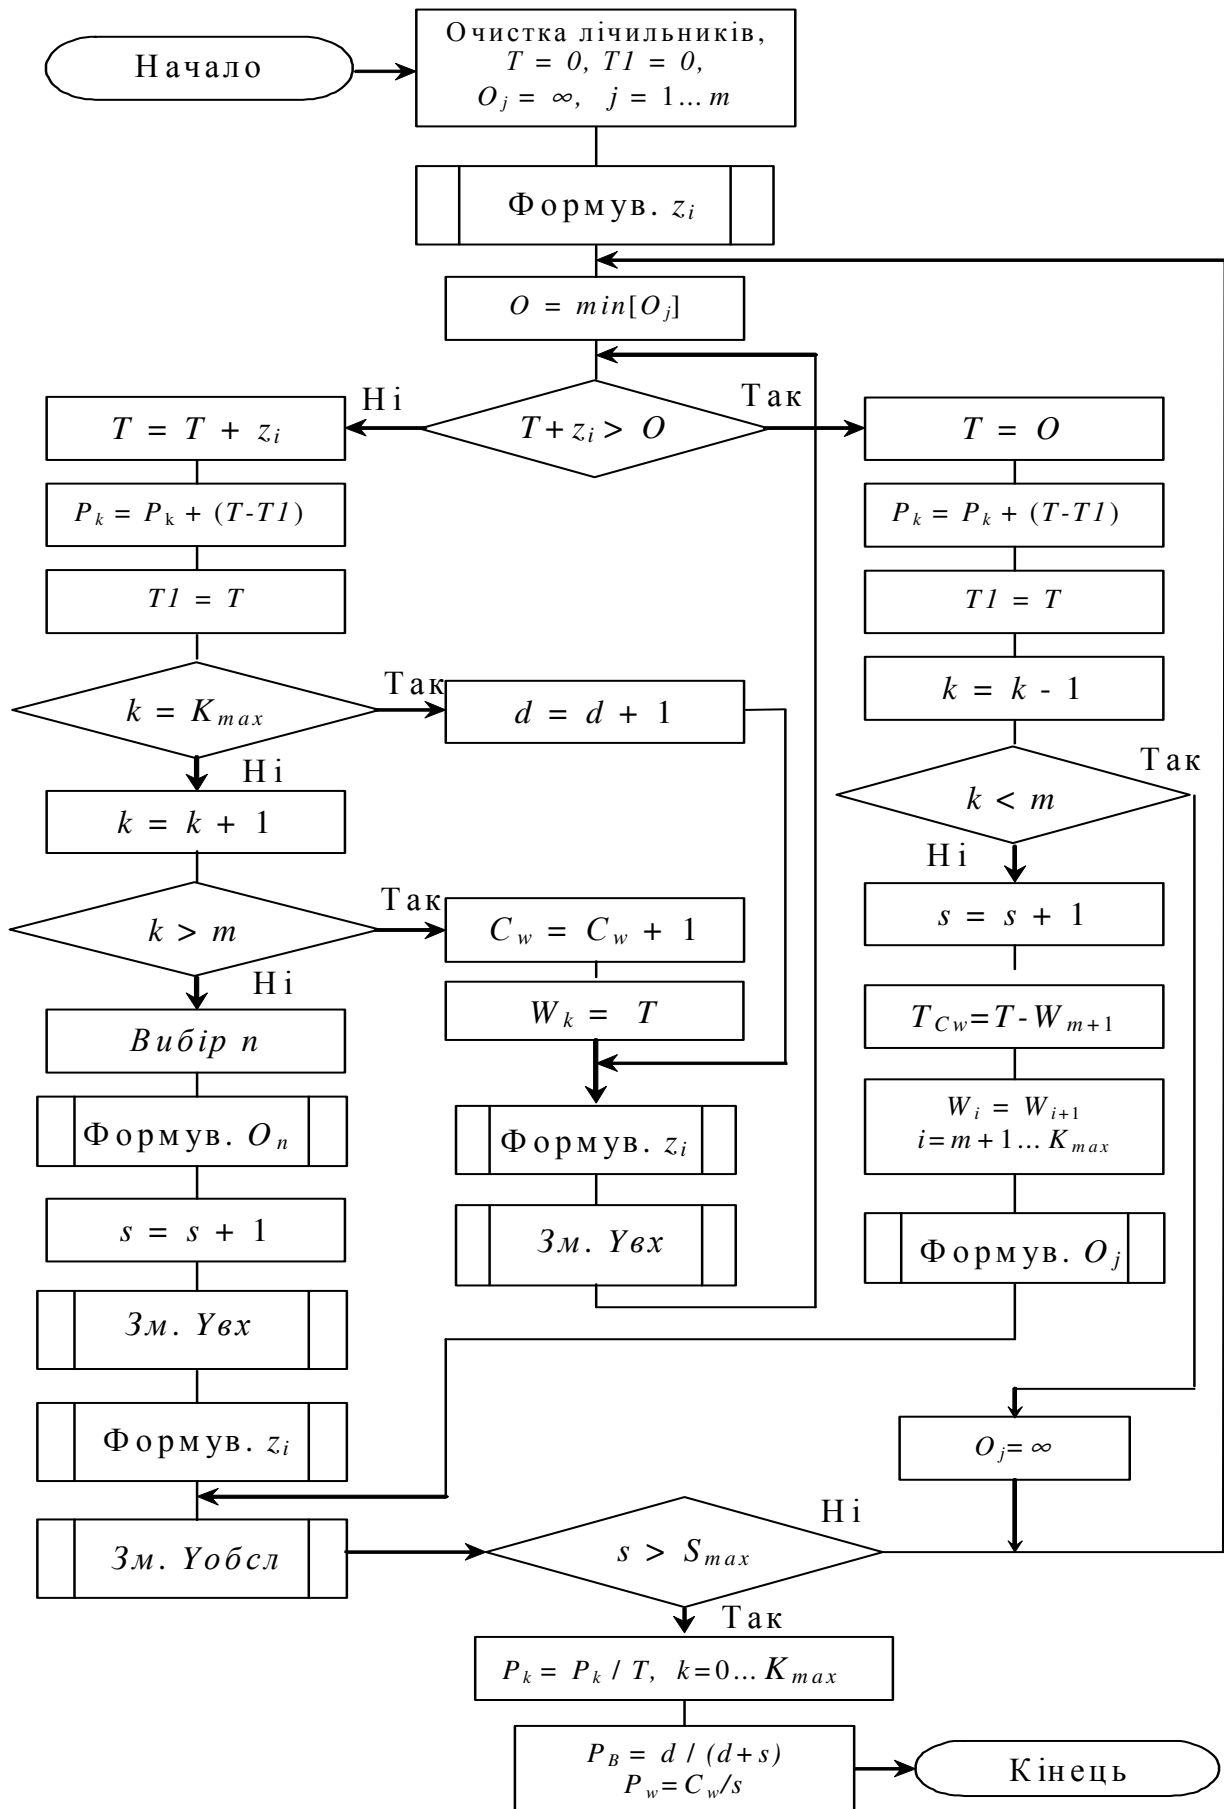 Начало
Очистка лічильників,
T = 0, T1 = 0,
O_j = ∞, j = 1...m
Формув. z_i
O = min[O_j]
Ні
T+z_i > O
Так
T = T + z_i
P_k = P_k + (T-T1)
T1 = T
k = K_max
Так
d = d + 1
Ні
k = k + 1
k > m
Так
C_w = C_w + 1
W_k = T
Ні
Вибір n
Формув. O_n
s = s + 1
Зм. Yвх
Формув. z_i
Зм. Yобсл
Формув. z_i
Зм. Yвх
T = O
P_k = P_k + (T-T1)
T1 = T
k = k - 1
k < m
Так
Ні
s = s + 1
T_Cw=T-W_m+1
W_i = W_i+1
i=m+1...K_max
Формув. O_j
O_j=∞
s > S_max
Ні
Так
P_k = P_k / T, k=0...K_max
P_B = d / (d+s)
P_w=C_w/s
Кінець